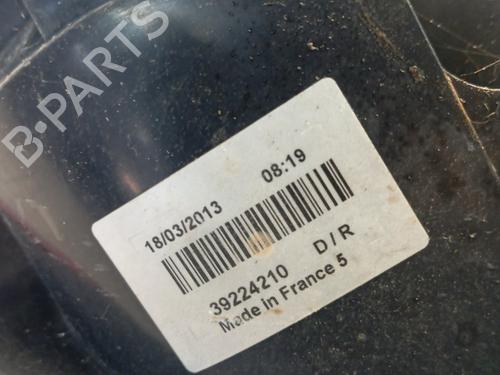 B-PARTS
18/03/2013 08:19
39224210 D / R
Made in France 5